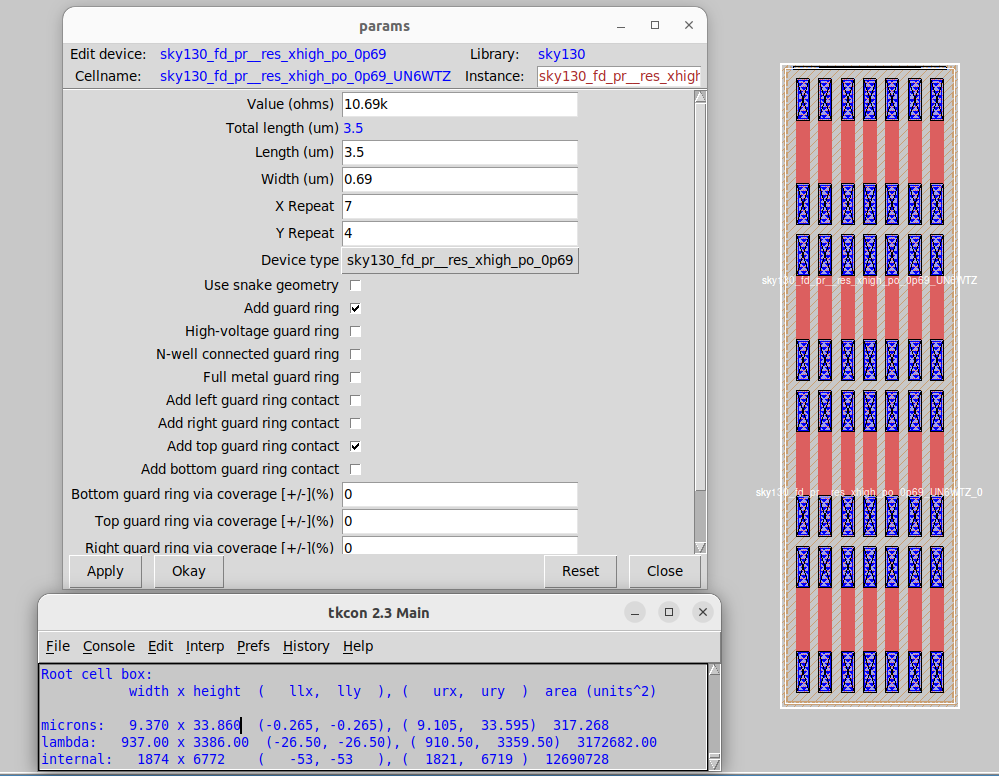 params
Edit device: sky130_fd_pr__res_xhigh_po_0p69 Library: sky130
Cellname: sky130_fd_pr__res_xhigh_po_0p69_UN6WTZ Instance: sky130_fd_pr__res_xhigh
Value (ohms) 10.69k
Total length (um) 3.5
Length (um) 3.5
Width (um) 0.69
X Repeat 7
Y Repeat 4
Device type sky130_fd_pr__res_xhigh_po_0p69
Use snake geometry
Add guard ring
High-voltage guard ring
N-well connected guard ring
Full metal guard ring
Add left guard ring contact
Add right guard ring contact
Add top guard ring contact
Add bottom guard ring contact
Bottom guard ring via coverage [+/-](%) 0
Top guard ring via coverage [+/-](%) 0
Right guard ring via coverage [+/-](%) 0
Apply Okay Reset Close
tkcon 2.3 Main
File Console Edit Interp Prefs History Help
Root cell box:
width x height ( llx, lly ), ( urx, ury ) area (units^2)
microns: 9.370 x 33.860 (-0.265, -0.265), ( 9.105, 33.595) 317.268
lambda: 937.00 x 3386.00 (-26.50, -26.50), ( 910.50, 3359.50) 3172682.00
internal: 1874 x 6772 ( -53, -53 ), ( 1821, 6719 ) 12690728
sky130_fd_pr__res_xhigh_po_0p69_UN6WTZ
sky130_fd_pr__res_xhigh_po_0p69_UN6WTZ_0